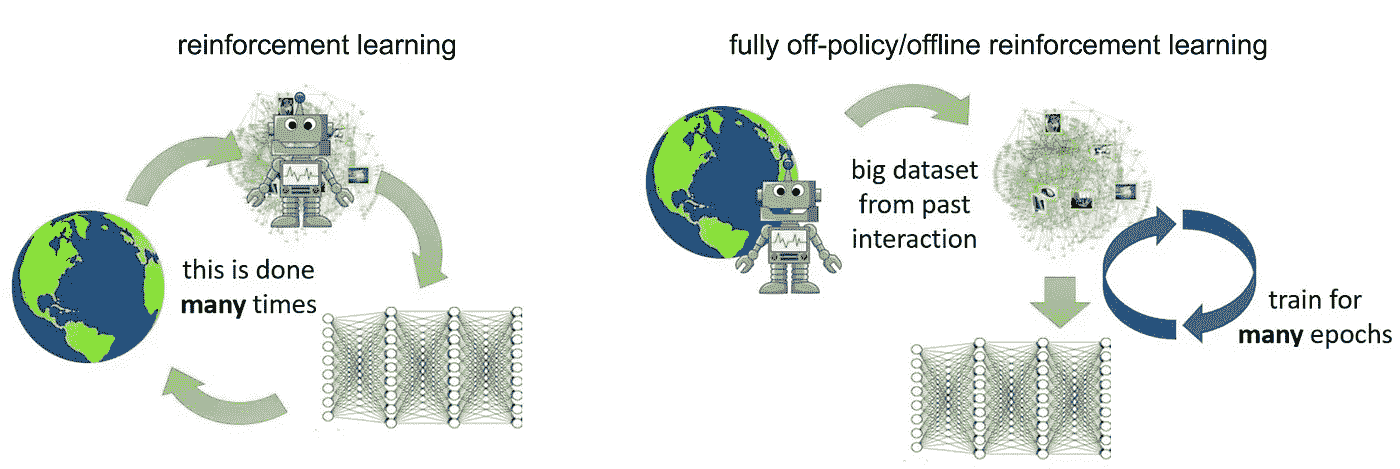 reinforcement learning
this is done
many times
fully off-policy/offline reinforcement learning
big dataset
from past
interaction
train for
many epochs